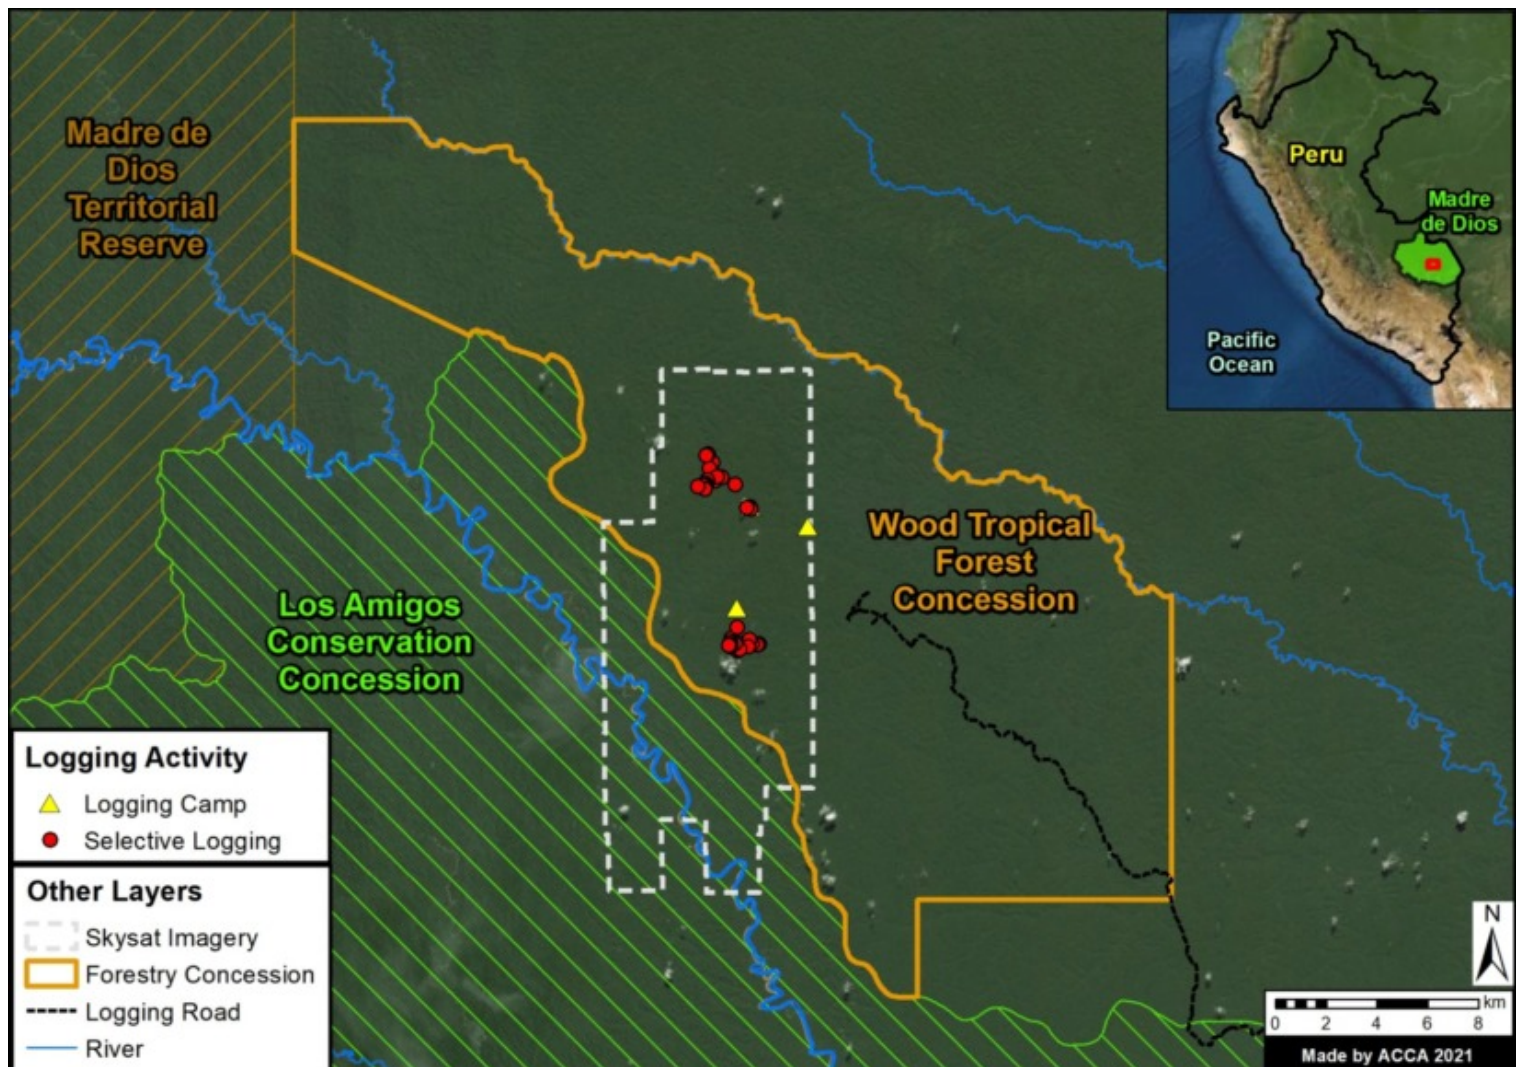 Madre de
Dios
Territorial
Reserve
Peru
Madre
de Dios
Pacific
Ocean
Wood Tropical
Forest
Concession
Los Amigos
Conservation
Concession
Logging Activity
Logging Camp
Selective Logging
Other Layers
Skysat Imagery
Forestry Concession
Logging Road
River
N
km
0 2 4 6 8
Made by ACCA 2021